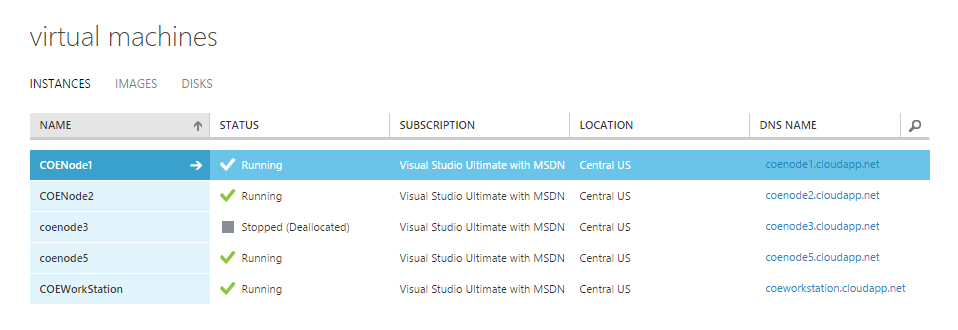 virtual machines
INSTANCES IMAGES DISKS
NAME STATUS SUBSCRIPTION LOCATION DNS NAME
COENode1 Running Visual Studio Ultimate with MSDN Central US coenode1.cloudapp.net
COENode2 Running Visual Studio Ultimate with MSDN Central US coenode2.cloudapp.net
coenode3 Stopped (Deallocated) Visual Studio Ultimate with MSDN Central US coenode3.cloudapp.net
coenode5 Running Visual Studio Ultimate with MSDN Central US coenode5.cloudapp.net
COEWorkStation Running Visual Studio Ultimate with MSDN Central US coeworkstation.cloudapp.net